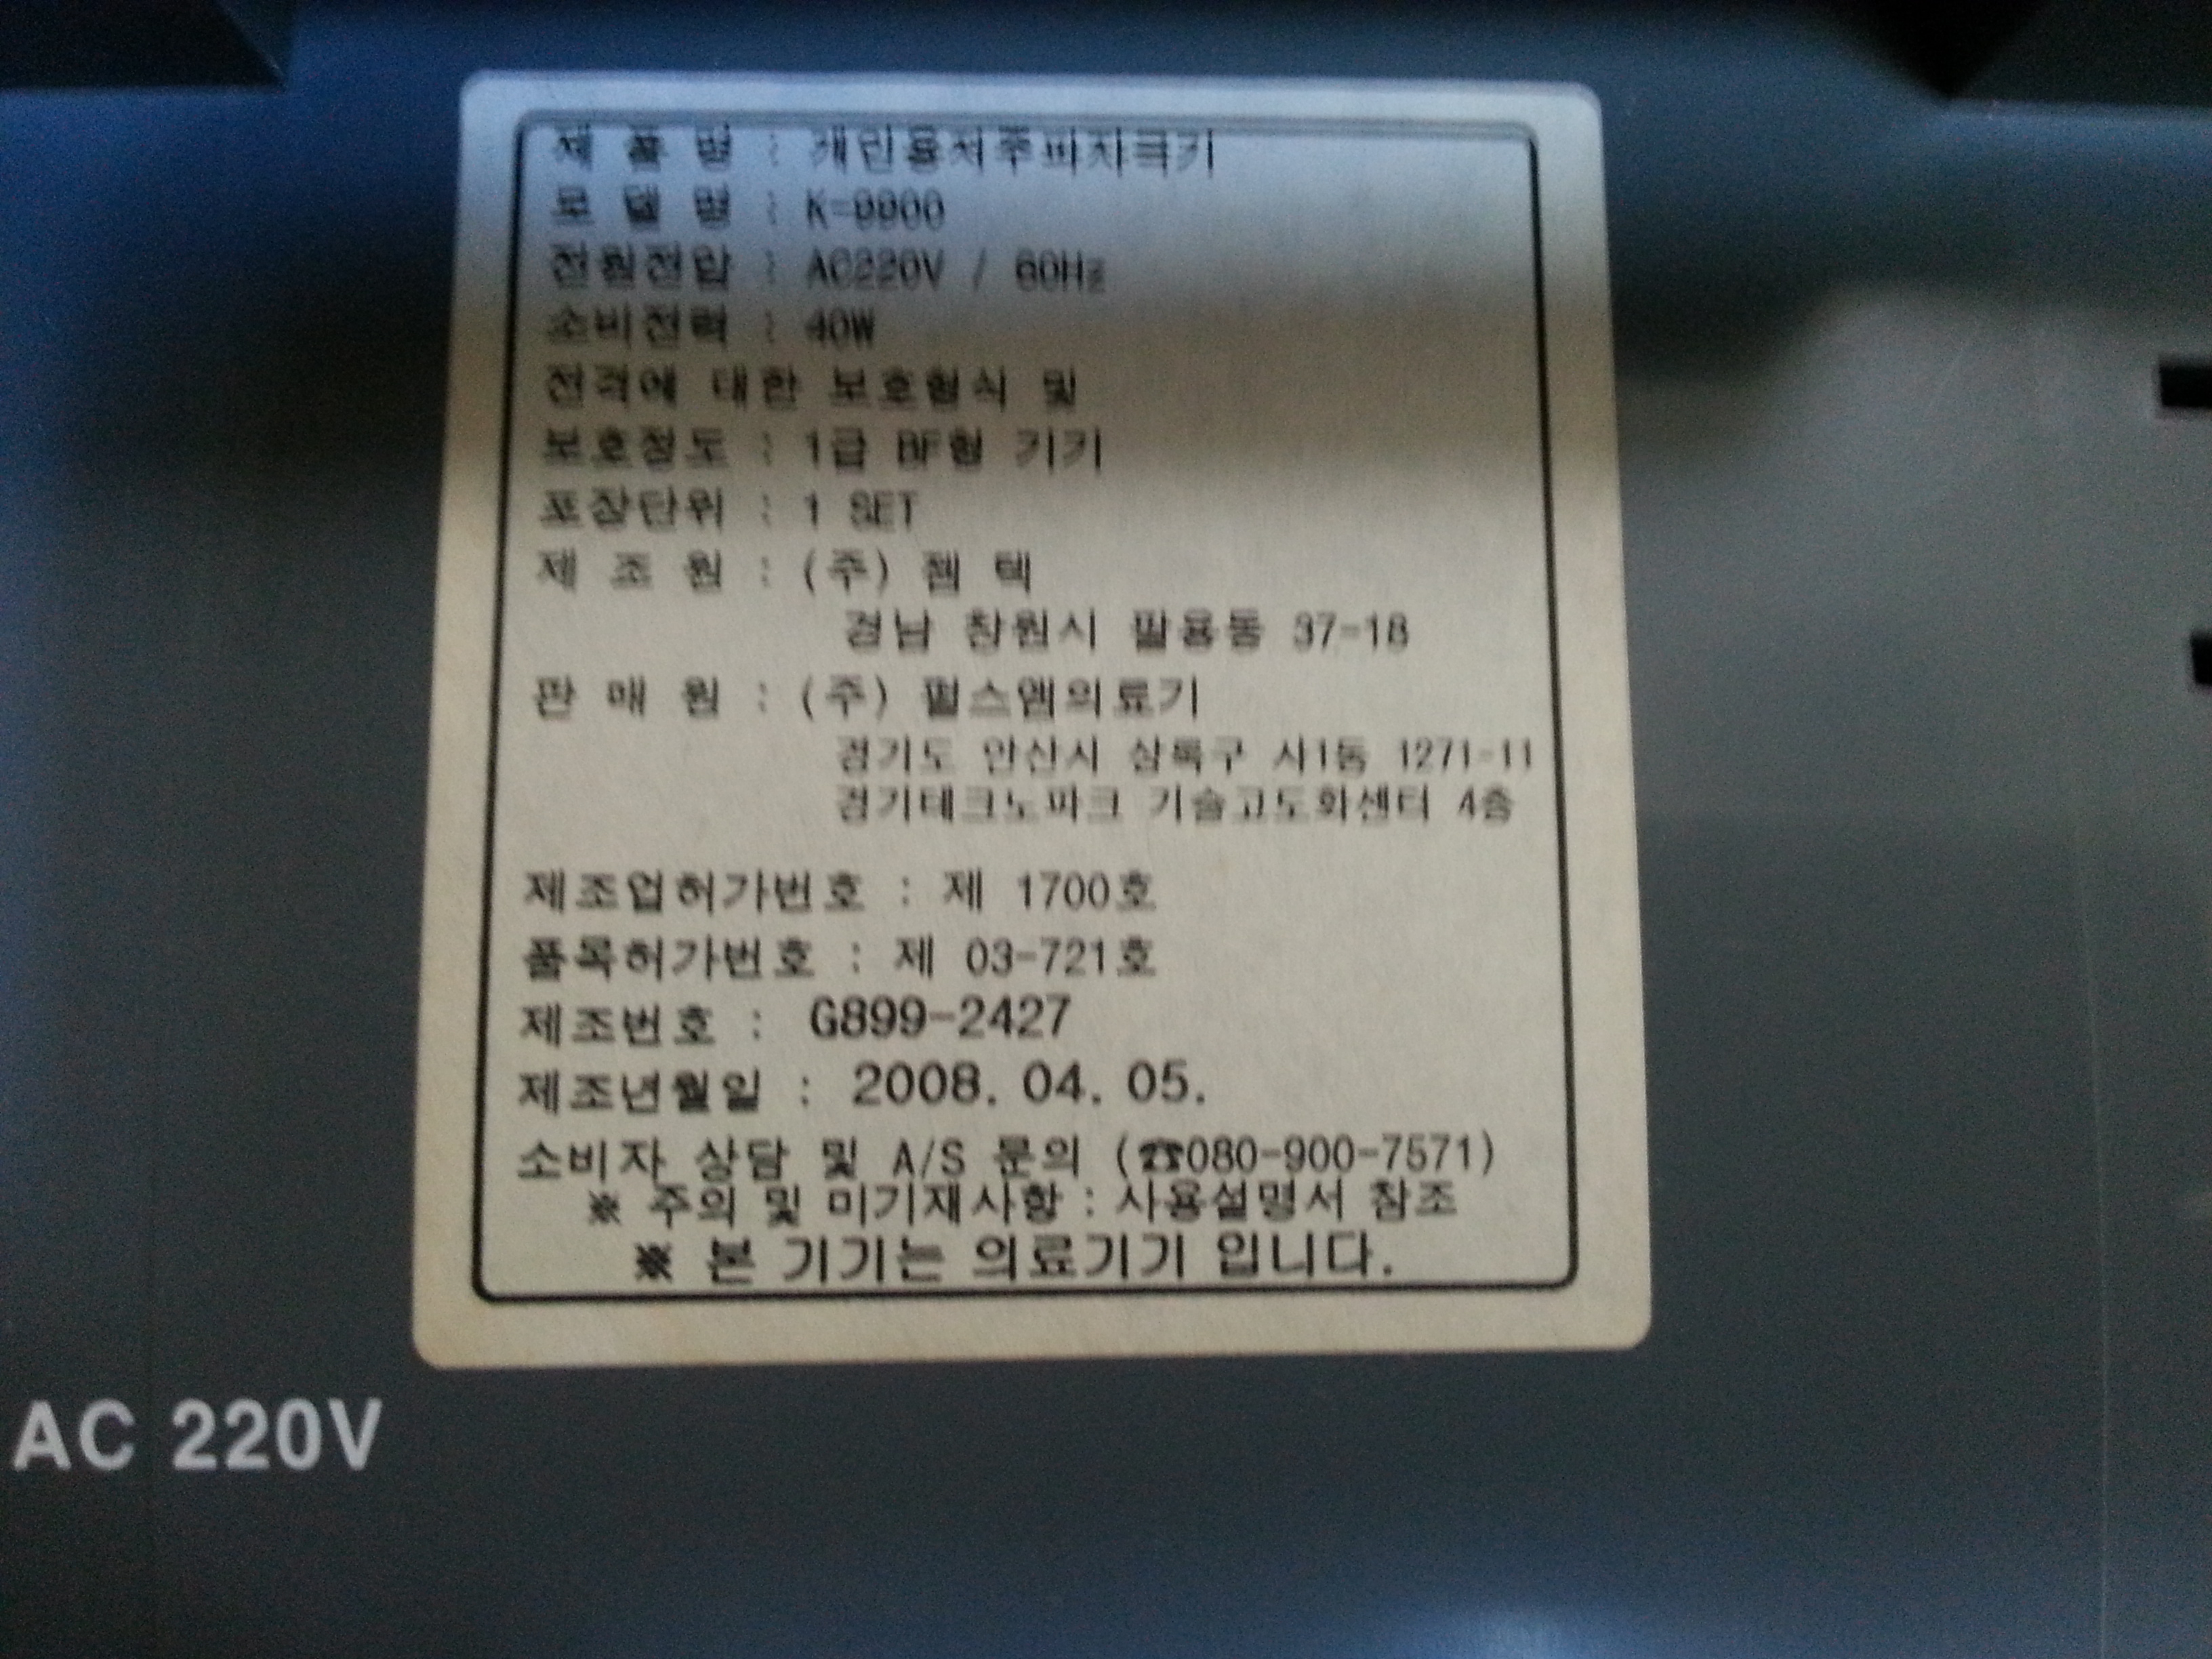 제 품 명 : 개인용저주파자극기
모 델 명 : K-9900
전원전압 : AC220V / 60Hz
소비전력 : 40W
전격에 대한 보호형식 및
보호정도 : 1급 BF형 기기
포장단위 : 1 SET
제 조 원 : (주) 젬 텍
경남 창원시 팔용동 37-18
판 매 원 : (주) 펄스엠의료기
경기도 안산시 상록구 사1동 1271-11
경기테크노파크 기술고도화센터 4층
제조업허가번호 : 제 1700호
품목허가번호 : 제 03-721호
제조번호 : G899-2427
제조년월일 : 2008. 04. 05.
소비자 상담 및 A/S 문의 (☎080-900-7571)
※ 주의 및 미기재사항 : 사용설명서 참조
※ 본 기기는 의료기기 입니다.
AC 220V